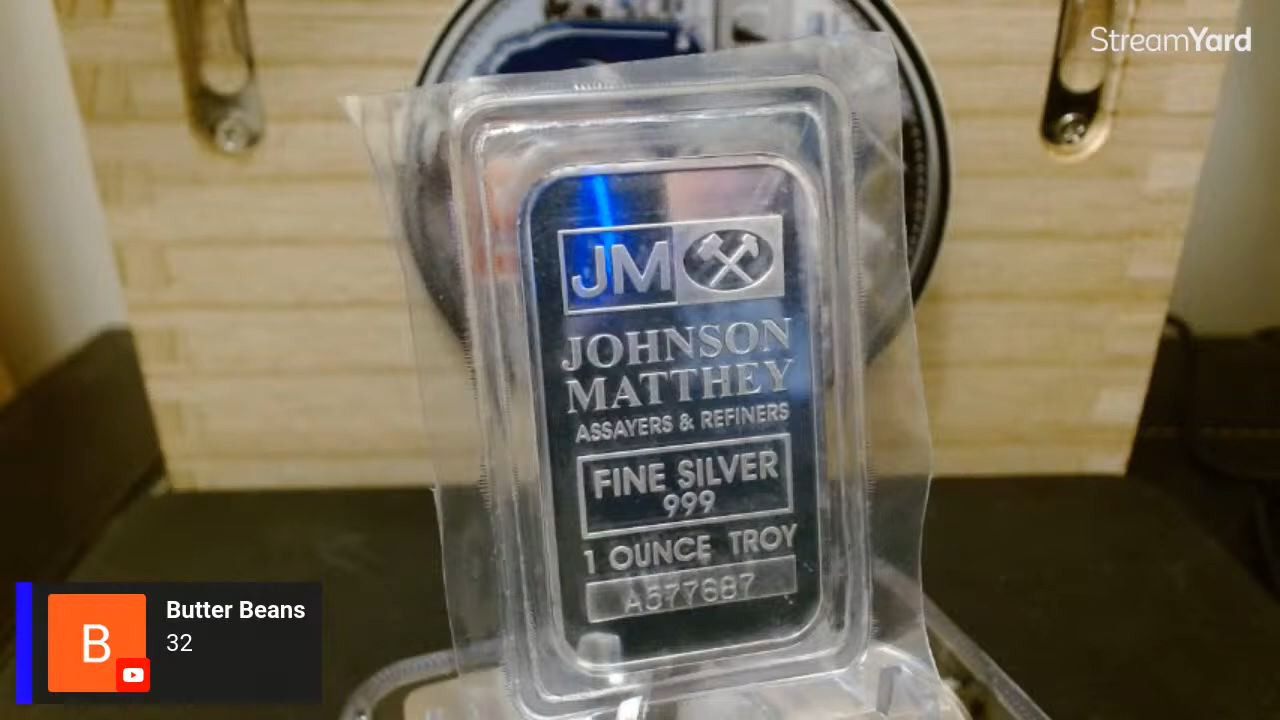 StreamYard
JM
JOHNSON
MATTHEY
ASSAYERS & REFINERS
FINE SILVER
999
1 OUNCE TROY
A577687
B
Butter Beans
32